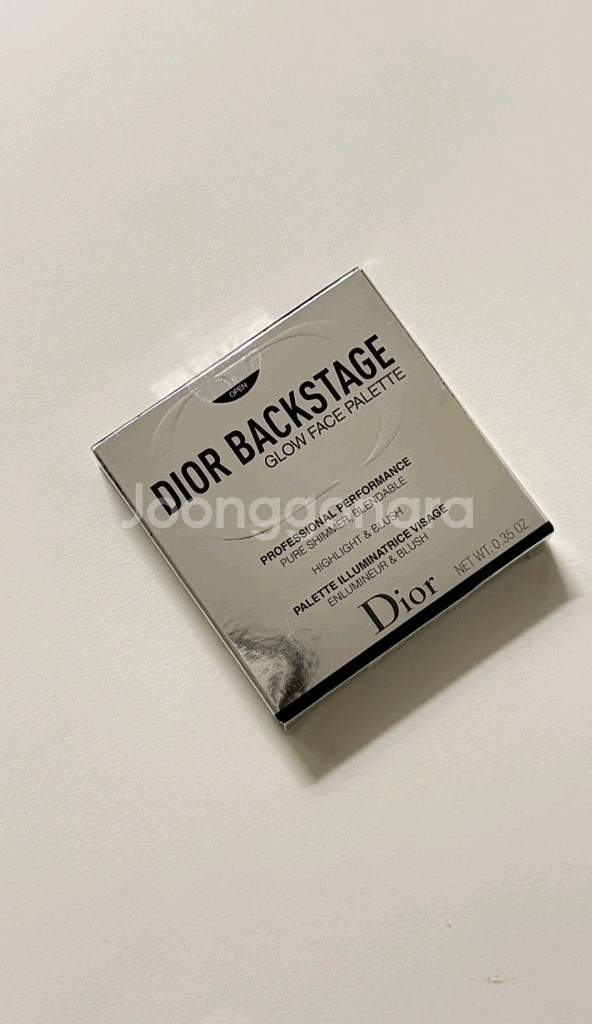 OPEN
DIOR BACKSTAGE
GLOW FACE PALETTE
PROFESSIONAL PERFORMANCE
PURE SHIMMER, BLENDABLE
HIGHLIGHT & BLUSH
PALETTE ILLUMINATRICE VISAGE
ENLUMINEUR & BLUSH
Dior
NET WT. 0.35 OZ
Joonggonara